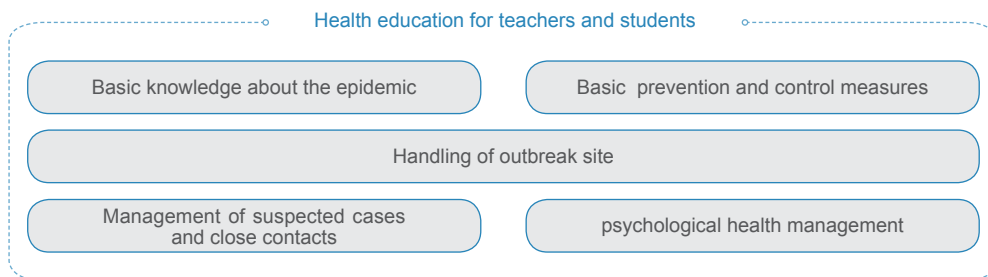 Health education for teachers and students
Basic knowledge about the epidemic
Basic prevention and control measures
Handling of outbreak site
Management of suspected cases
and close contacts
psychological health management